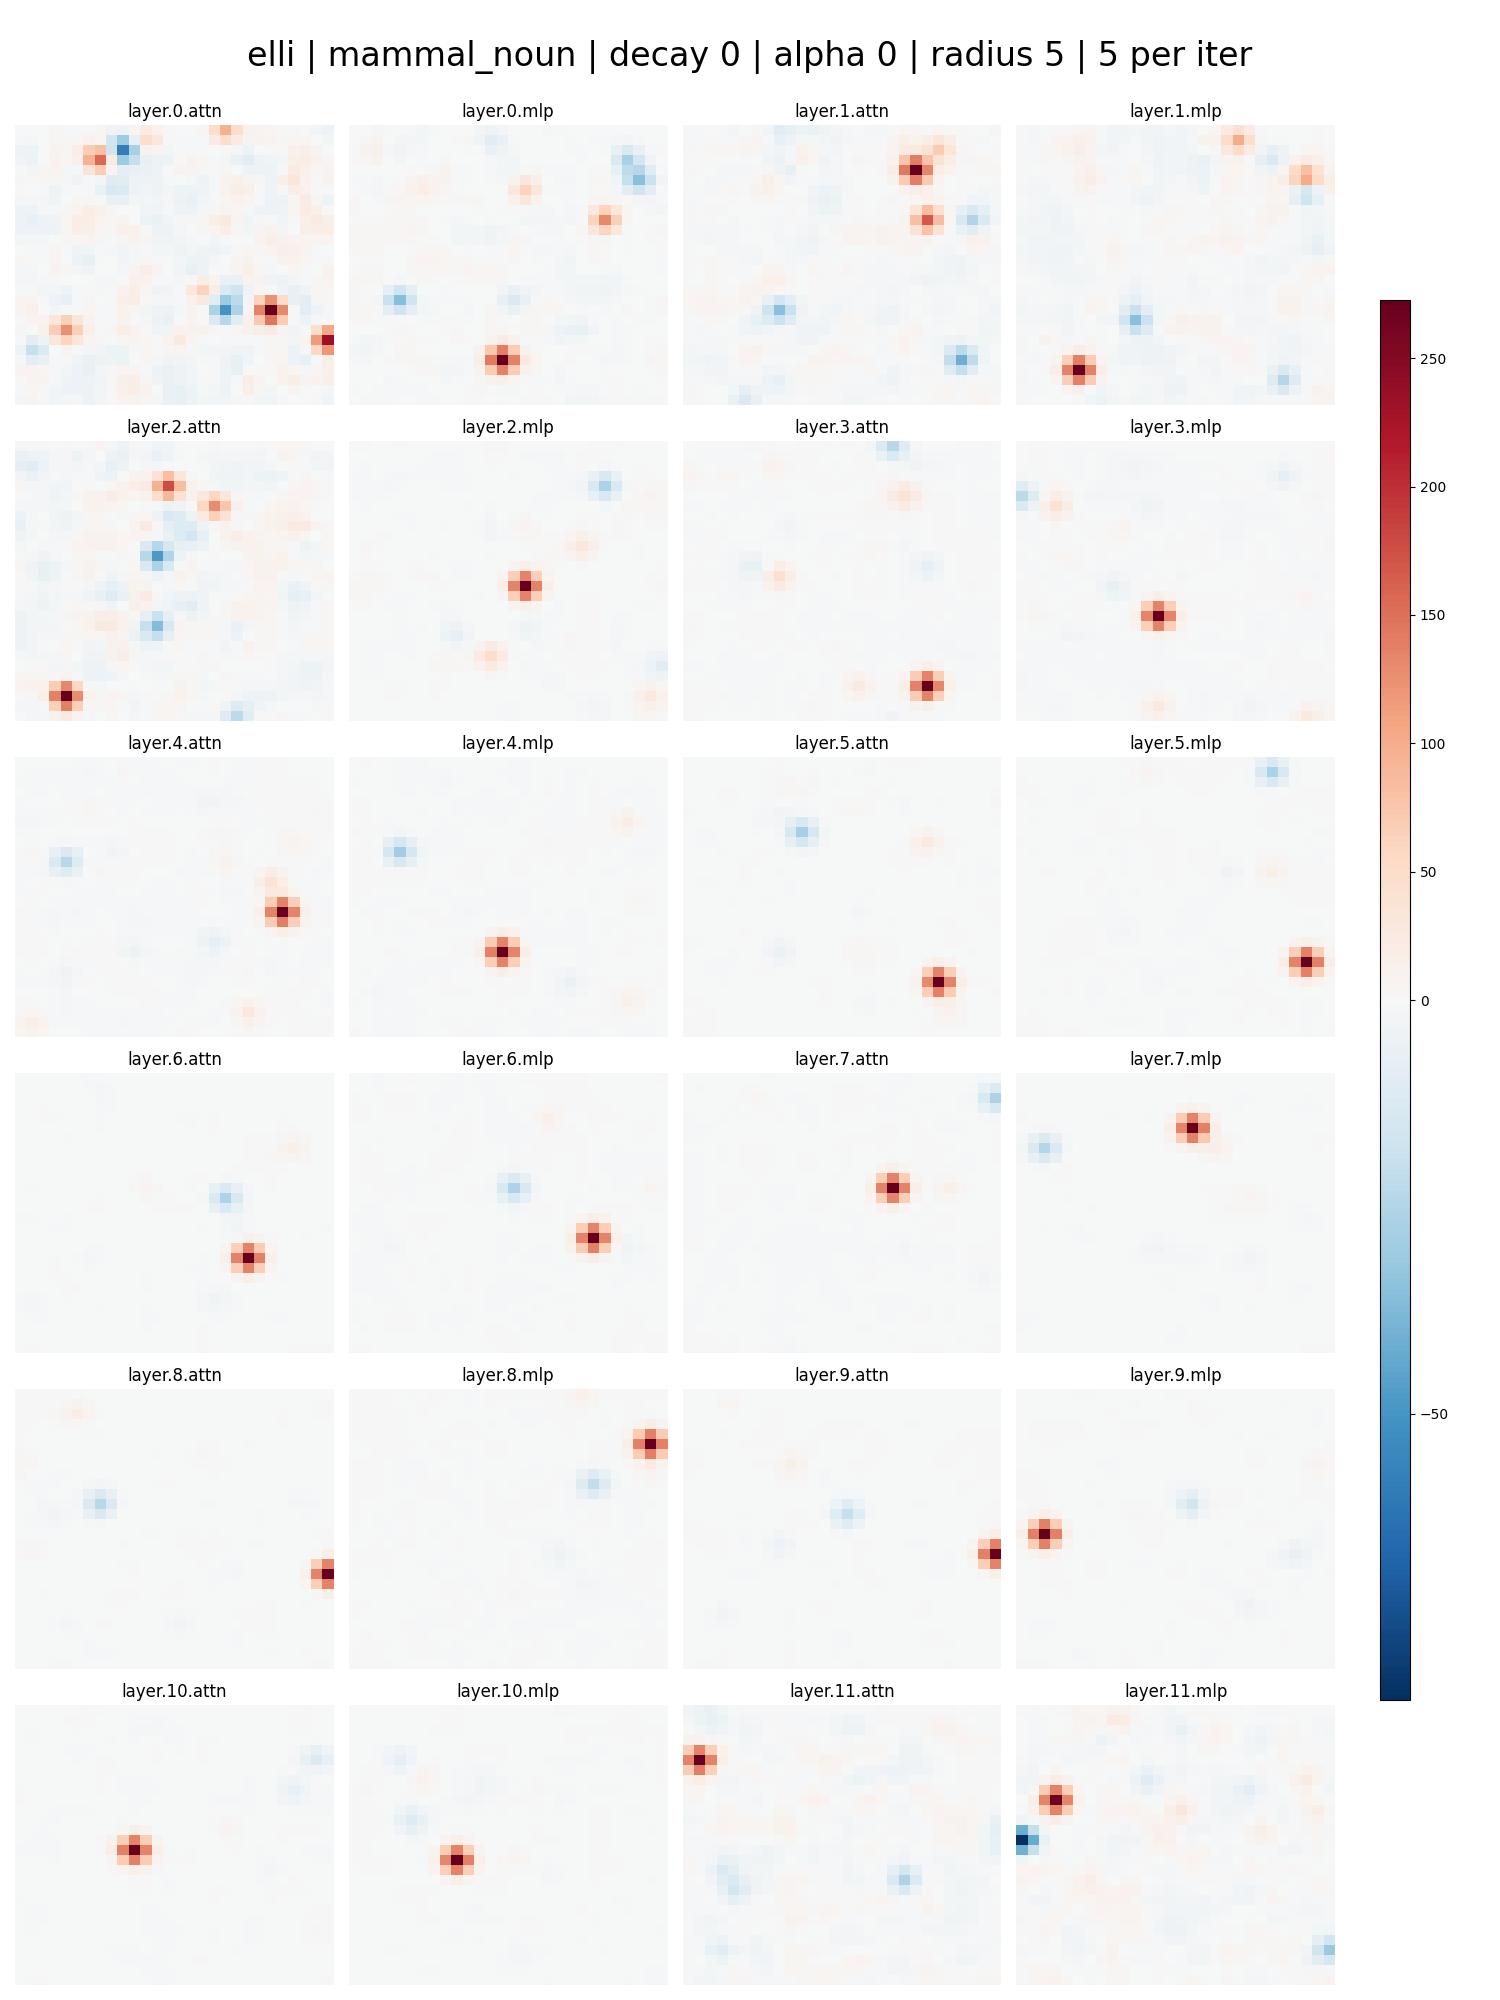 elli | mammal_noun | decay 0 | alpha 0 | radius 5 | 5 per iter
layer.0.attn
layer.0.mlp
layer.1.attn
layer.1.mlp
layer.2.attn
layer.2.mlp
layer.3.attn
layer.3.mlp
layer.4.attn
layer.4.mlp
layer.5.attn
layer.5.mlp
layer.6.attn
layer.6.mlp
layer.7.attn
layer.7.mlp
layer.8.attn
layer.8.mlp
layer.9.attn
layer.9.mlp
layer.10.attn
layer.10.mlp
layer.11.attn
layer.11.mlp
250
200
150
100
50
0
−50